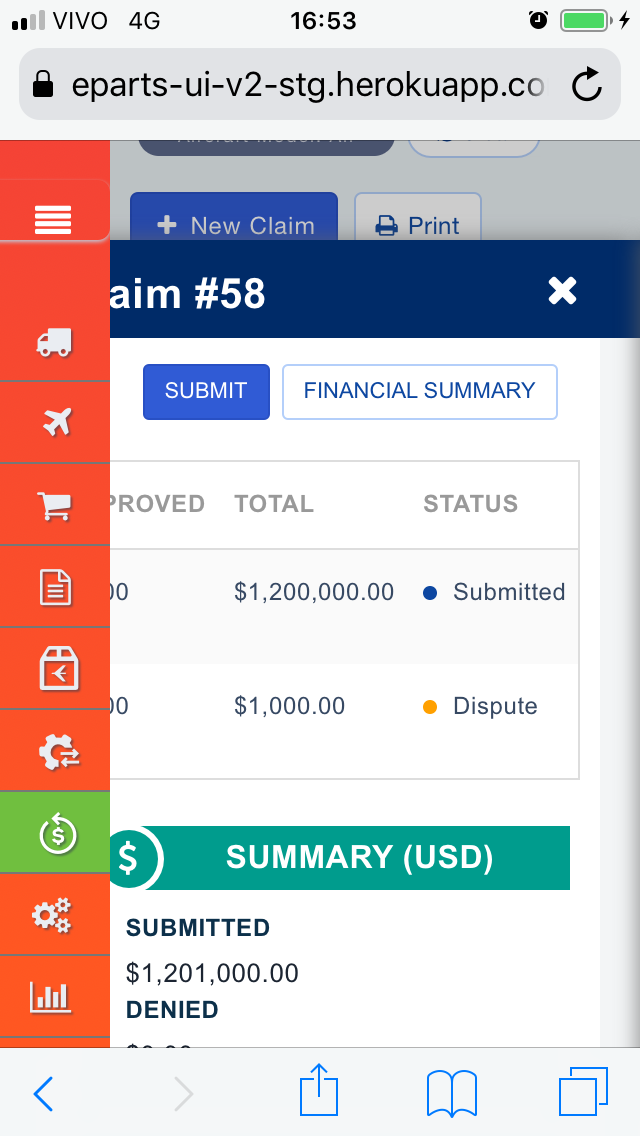 VIVO 4G 16:53
eparts-ui-v2-stg.herokuapp.co
New Claim Print
aim #58
SUBMIT FINANCIAL SUMMARY
PROVED TOTAL STATUS
00 $1,200,000.00 Submitted
00 $1,000.00 Dispute
$ SUMMARY (USD)
SUBMITTED
$1,201,000.00
DENIED